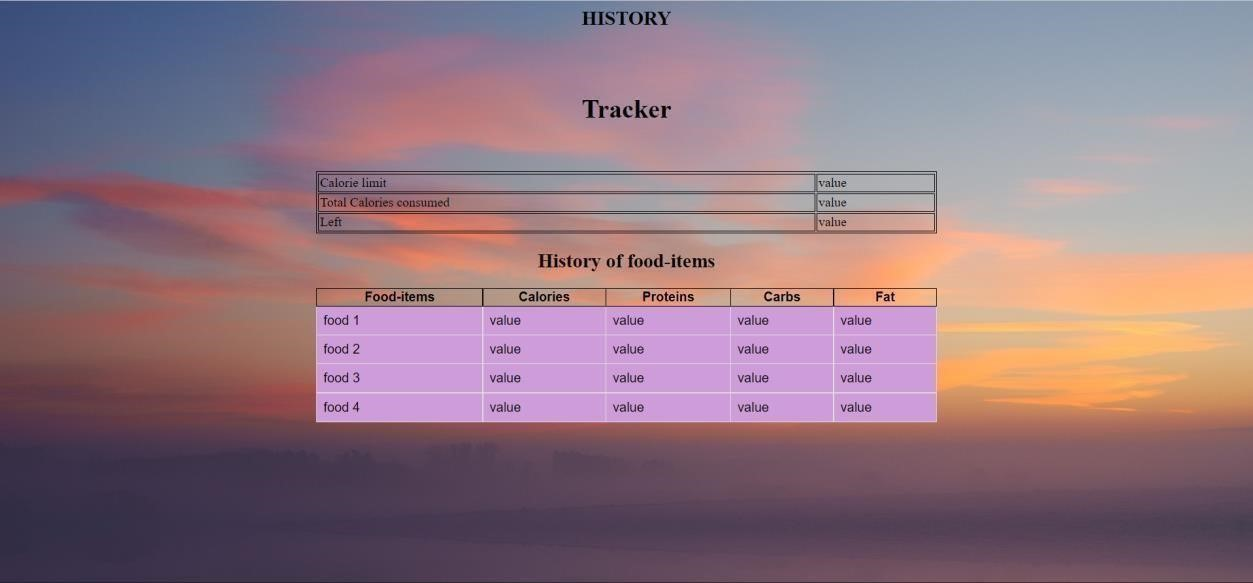 HISTORY
Tracker
Calorie limit value
Total Calories consumed value
Left value
History of food-items
Food-items Calories Proteins Carbs Fat
food 1 value value value value
food 2 value value value value
food 3 value value value value
food 4 value value value value